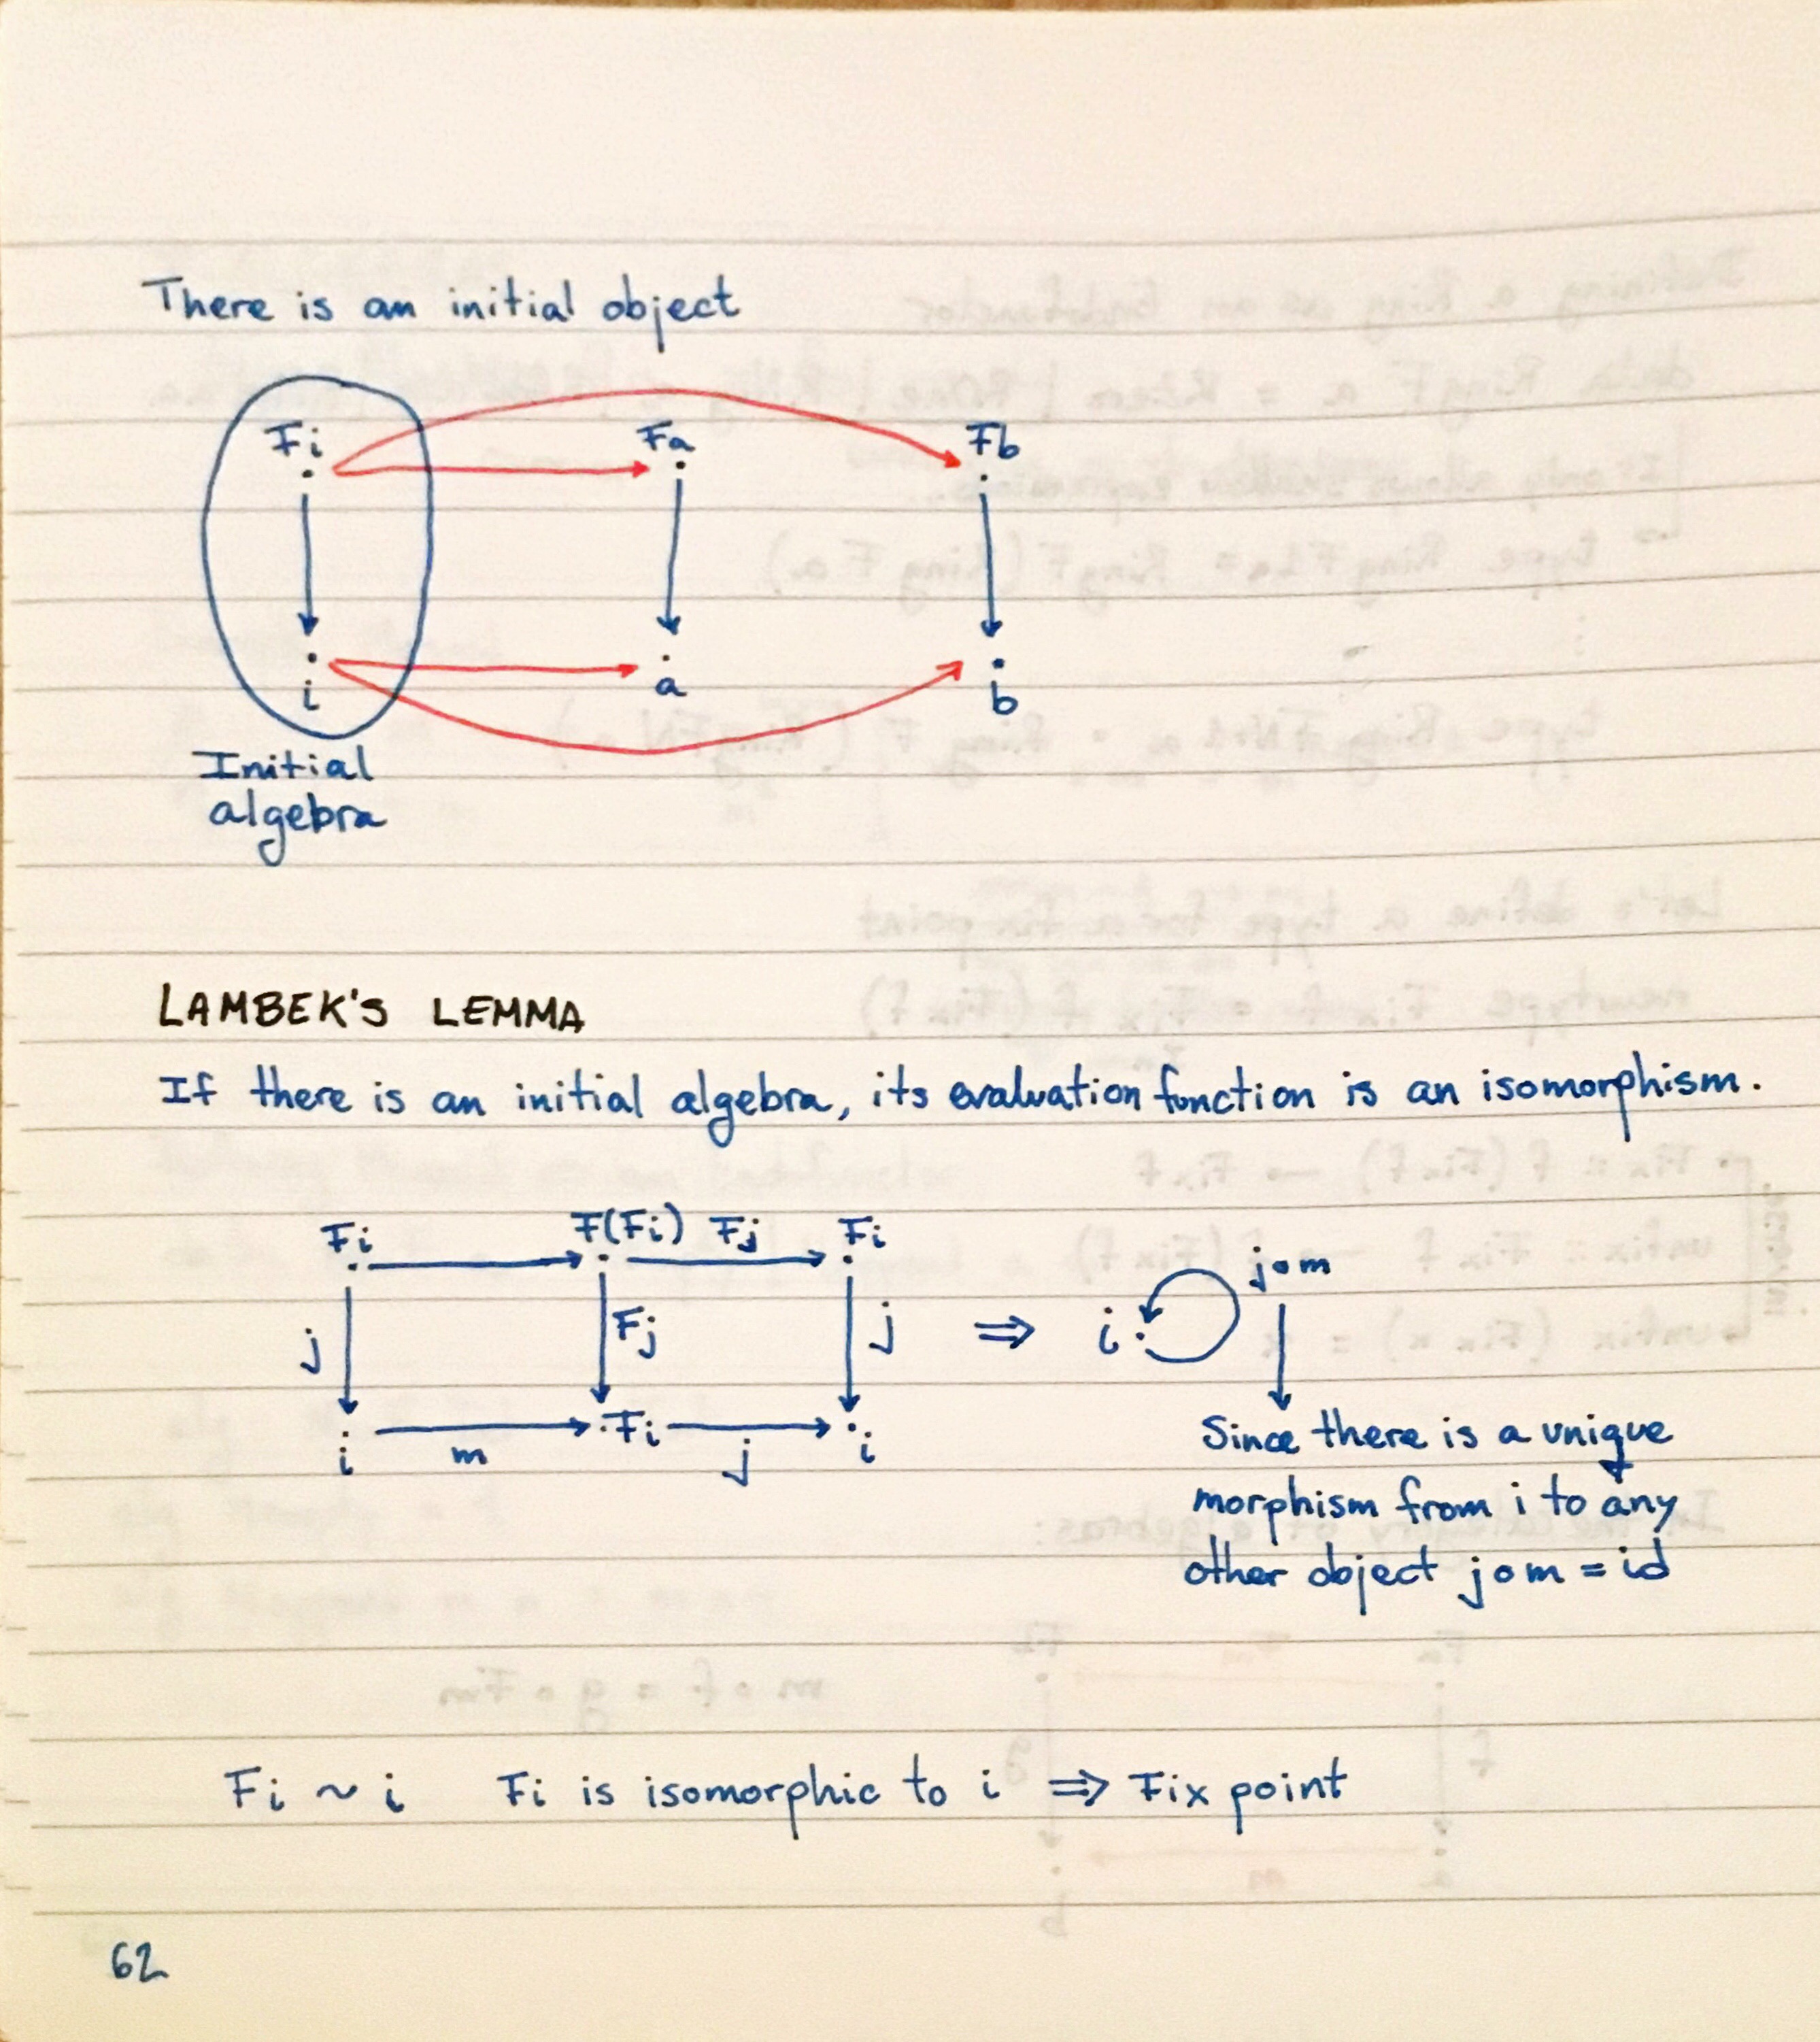 There is an initial object
Fi Fa Fb
i a b
Initial
algebra
LAMBEK'S LEMMA
If there is an initial algebra, its evaluation function is an isomorphism.
Fi F(Fi) Fj Fi
j Fj j ⇒ i j∘m
i m Fi j i
Since there is a unique
morphism from i to any
other object j∘m = id
Fi ~ i Fi is isomorphic to i ⇒ Fix point
62